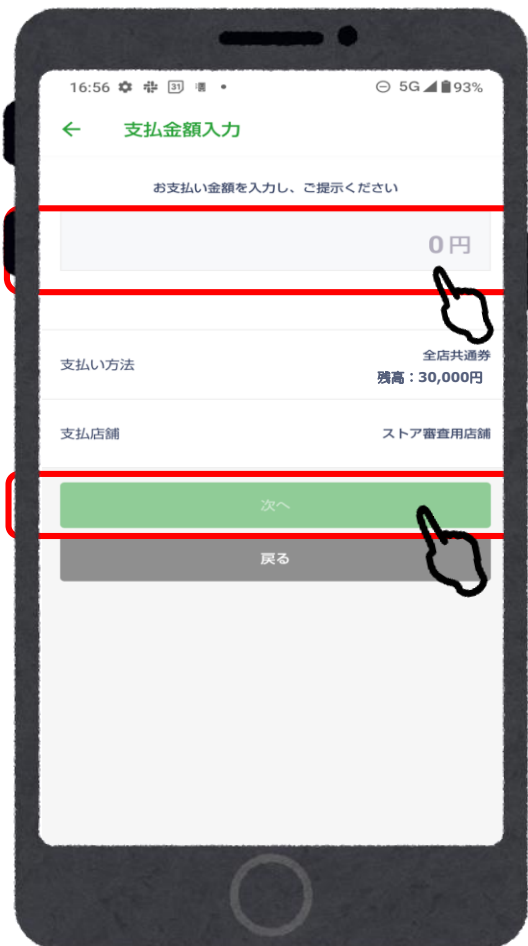 16:56
31
5G
93%
支払金額入力
お支払い金額を入力し、ご提示ください
0円
支払い方法
全店共通券
残高：30,000円
支払店舗
ストア審査用店舗
次へ
戻る